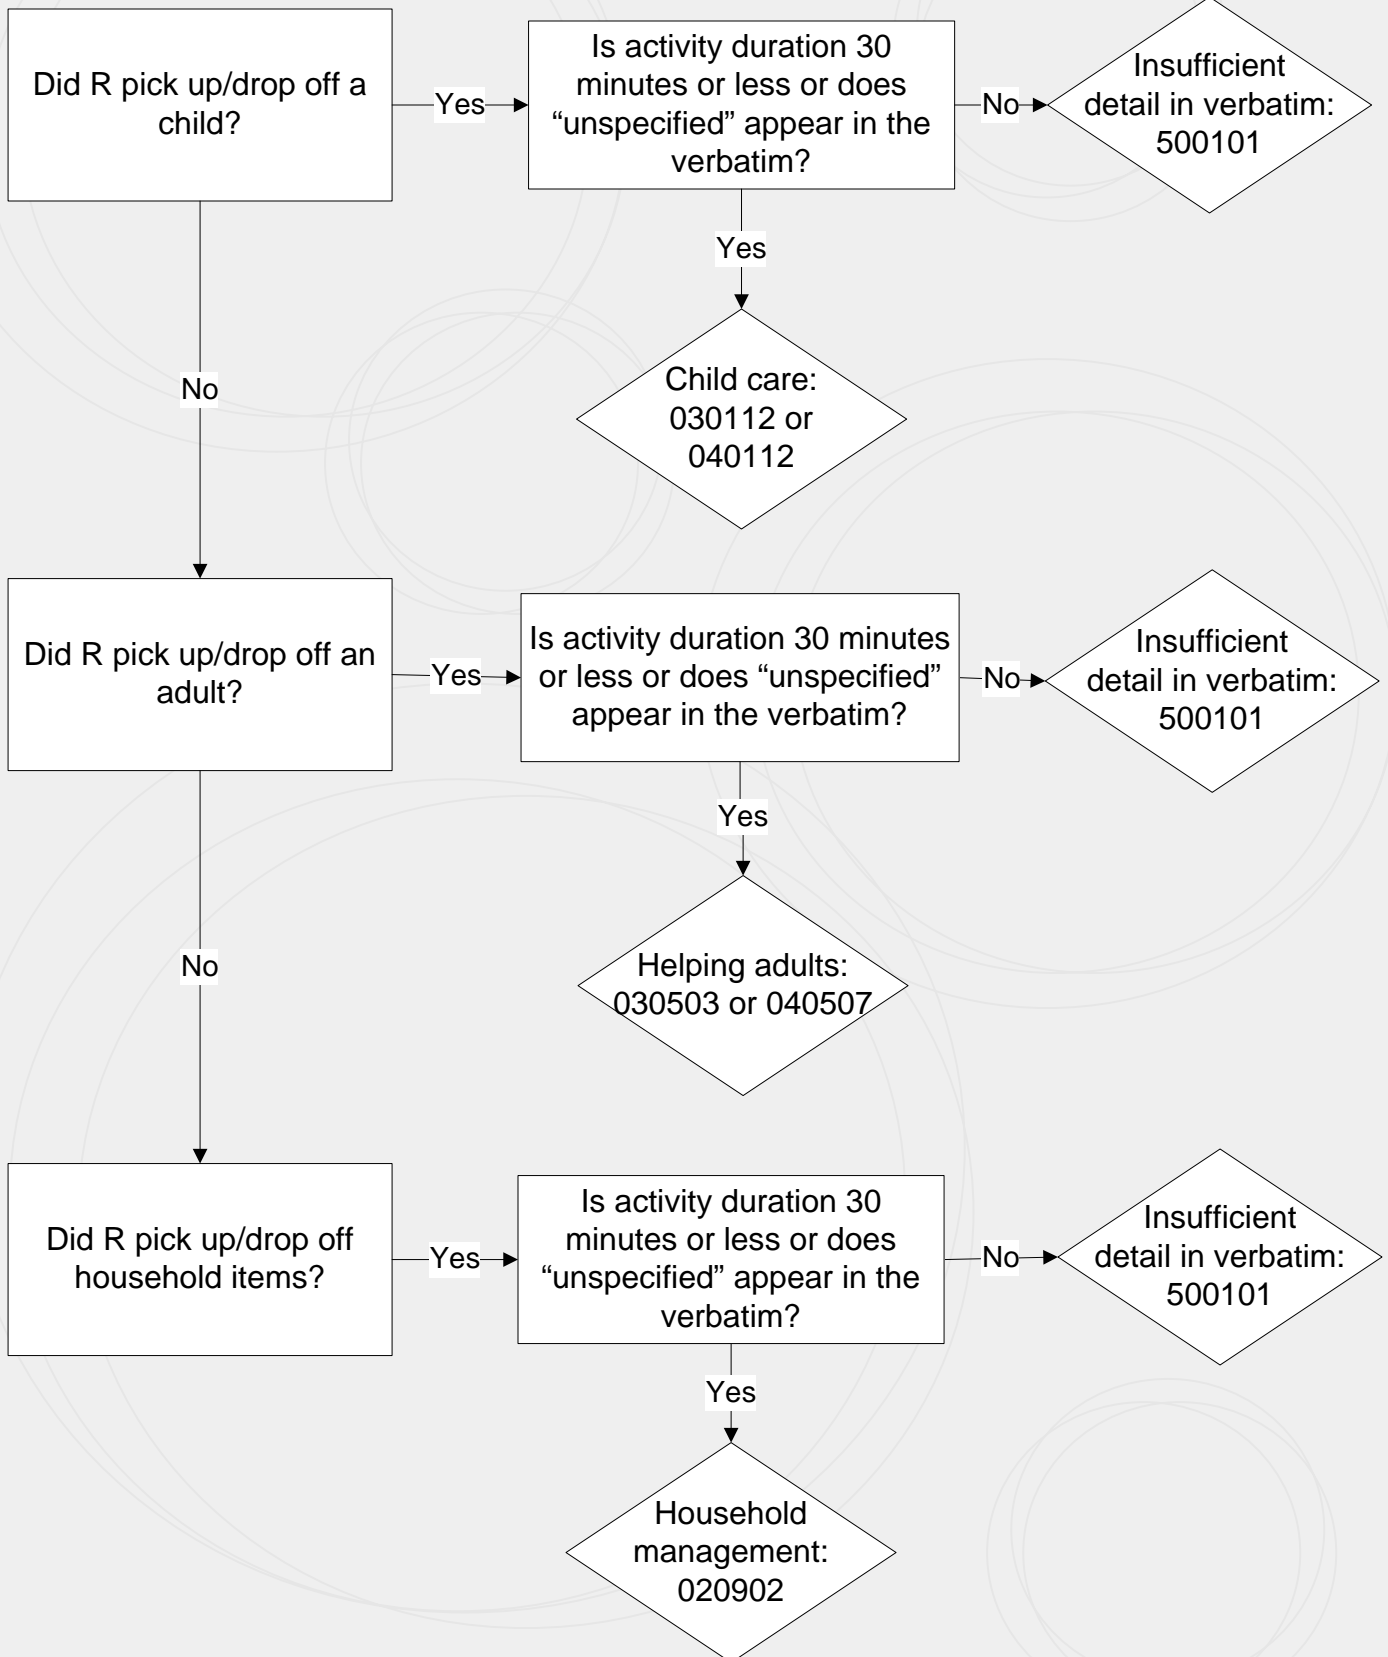 Did R pick up/drop off a
child?
Yes
Is activity duration 30
minutes or less or does
“unspecified” appear in the
verbatim?
No
Insufficient
detail in verbatim:
500101
Yes
Child care:
030112 or
040112
No
Did R pick up/drop off an
adult?
Yes
Is activity duration 30 minutes
or less or does “unspecified”
appear in the verbatim?
No
Insufficient
detail in verbatim:
500101
Yes
Helping adults:
030503 or 040507
No
Did R pick up/drop off
household items?
Yes
Is activity duration 30
minutes or less or does
“unspecified” appear in the
verbatim?
No
Insufficient
detail in verbatim:
500101
Yes
Household
management:
020902